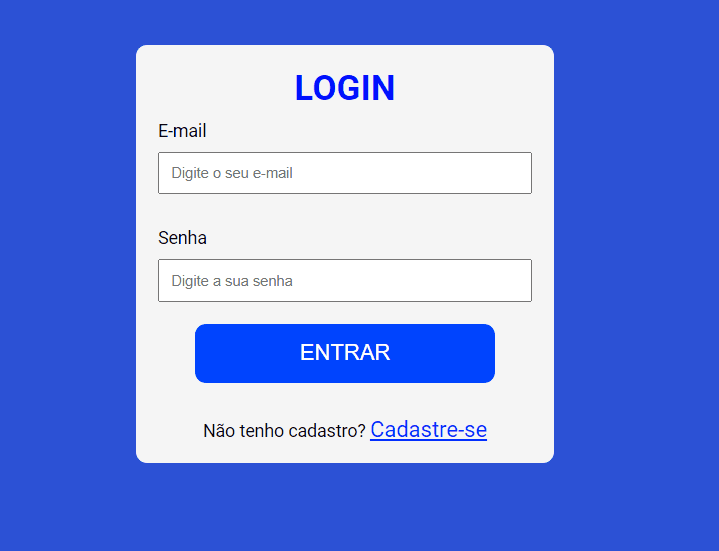 LOGIN
E-mail
Digite o seu e-mail
Senha
Digite a sua senha
ENTRAR
Não tenho cadastro? Cadastre-se